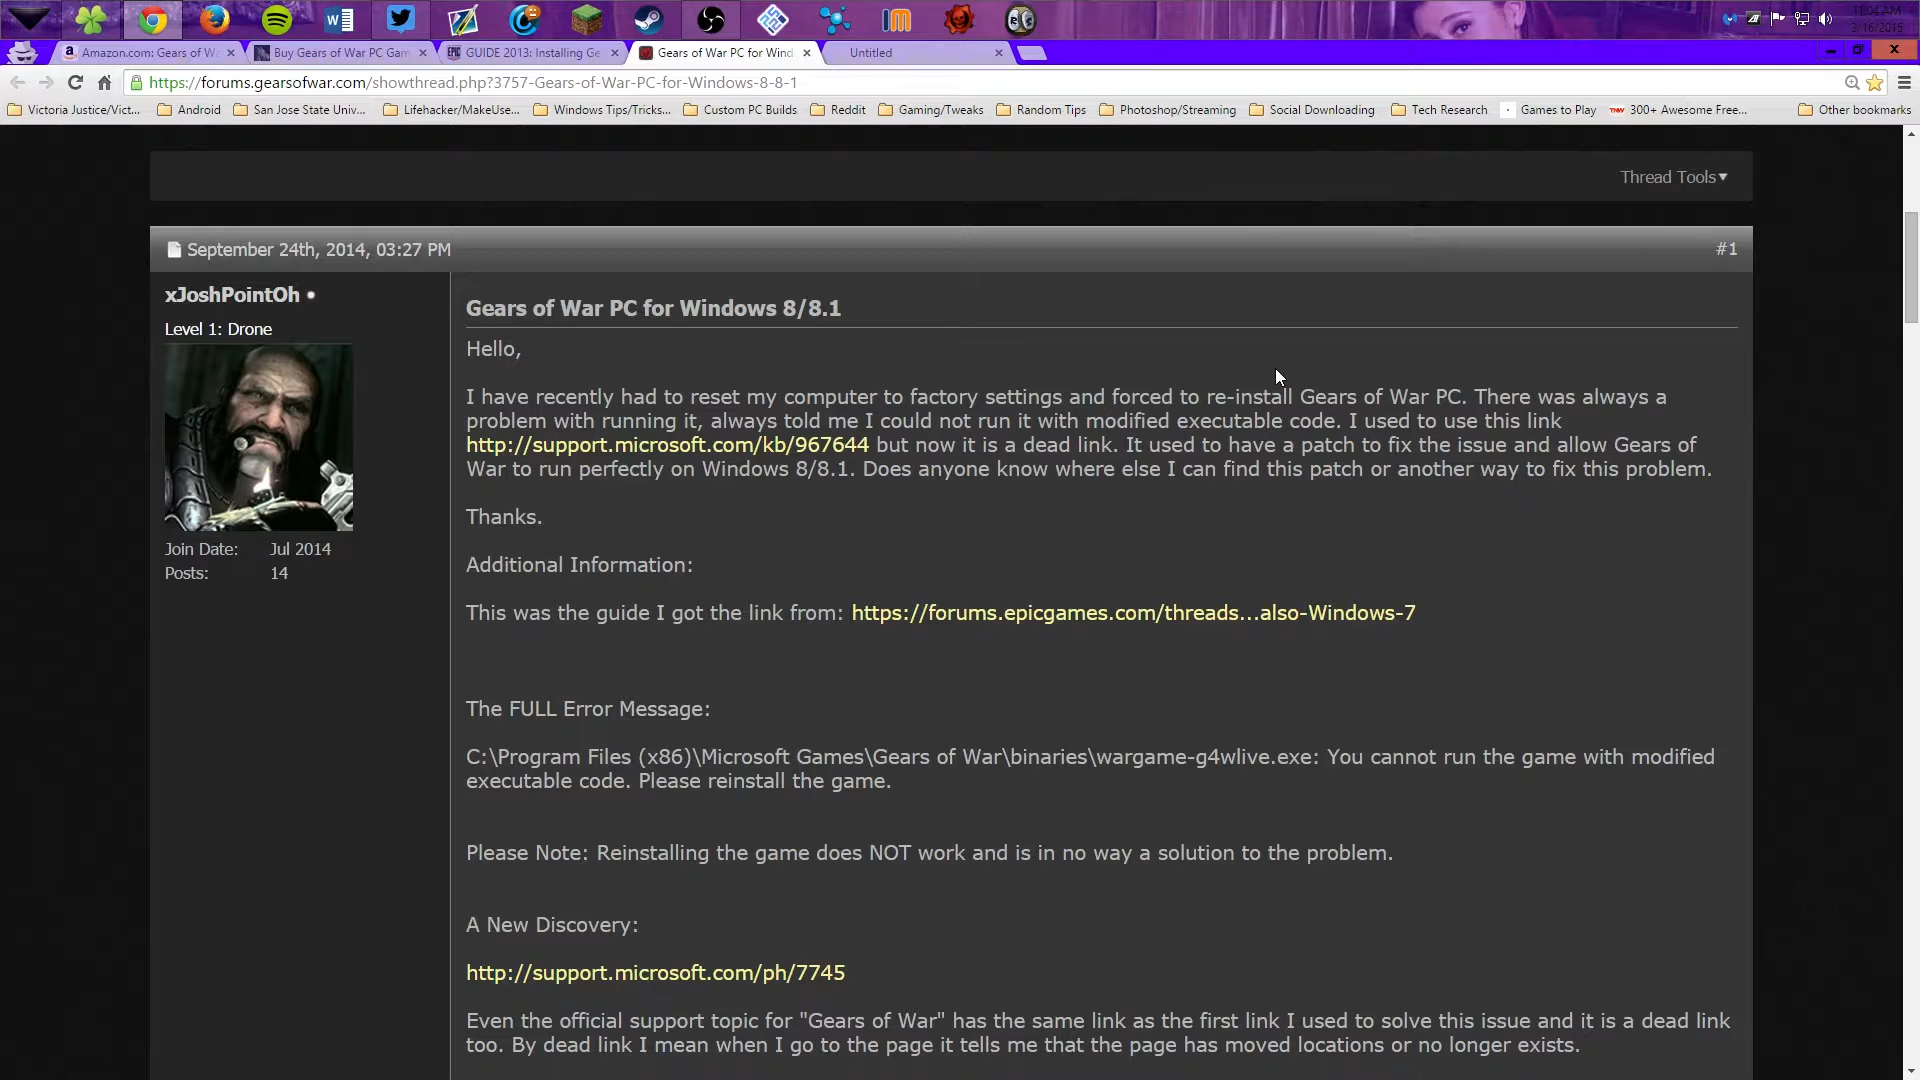 11:04 AM
3/16/2015
Amazon.com: Gears of W
Buy Gears of War PC Gam
GUIDE 2013: Installing Ge
Gears of War PC for Wind
Untitled
https://forums.gearsofwar.com/showthread.php?3757-Gears-of-War-PC-for-Windows-8-8-1
Victoria Justice/Vict... Android San Jose State Univ... Lifehacker/MakeUse... Windows Tips/Tricks... Custom PC Builds Reddit Gaming/Tweaks Random Tips Photoshop/Streaming Social Downloading Tech Research Games to Play TNW 300+ Awesome Free... Other bookmarks
Thread Tools
September 24th, 2014, 03:27 PM #1
xJoshPointOh
Level 1: Drone
Join Date: Jul 2014
Posts: 14
Gears of War PC for Windows 8/8.1
Hello,
I have recently had to reset my computer to factory settings and forced to re-install Gears of War PC. There was always a
problem with running it, always told me I could not run it with modified executable code. I used to use this link
http://support.microsoft.com/kb/967644 but now it is a dead link. It used to have a patch to fix the issue and allow Gears of
War to run perfectly on Windows 8/8.1. Does anyone know where else I can find this patch or another way to fix this problem.
Thanks.
Additional Information:
This was the guide I got the link from: https://forums.epicgames.com/threads...also-Windows-7
The FULL Error Message:
C:\Program Files (x86)\Microsoft Games\Gears of War\binaries\wargame-g4wlive.exe: You cannot run the game with modified
executable code. Please reinstall the game.
Please Note: Reinstalling the game does NOT work and is in no way a solution to the problem.
A New Discovery:
http://support.microsoft.com/ph/7745
Even the official support topic for "Gears of War" has the same link as the first link I used to solve this issue and it is a dead link
too. By dead link I mean when I go to the page it tells me that the page has moved locations or no longer exists.